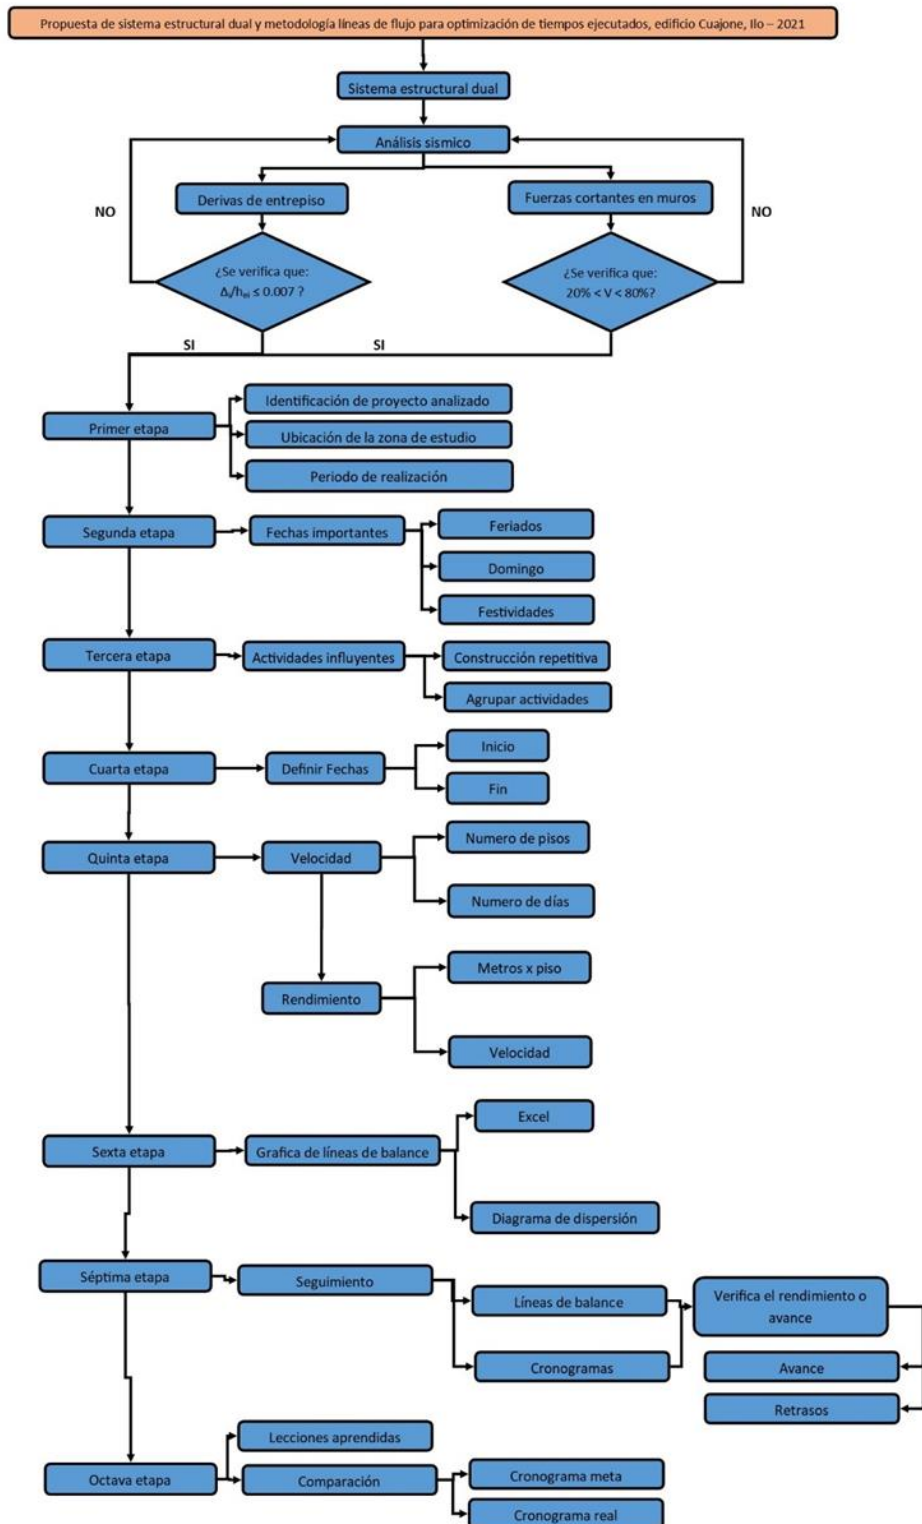 Propuesta de sistema estructural dual y metodología líneas de flujo para optimización de tiempos ejecutados, edificio Cuajone, Ilo – 2021
Sistema estructural dual
Análisis sismico
Derivas de entrepiso
Fuerzas cortantes en muros
NO
NO
¿Se verifica que:
Δᵢ/hₑᵢ ≤ 0.007 ?
¿Se verifica que:
20% < V < 80%?
SI
SI
Primer etapa
Identificación de proyecto analizado
Ubicación de la zona de estudio
Periodo de realización
Segunda etapa
Fechas importantes
Feriados
Domingo
Festividades
Tercera etapa
Actividades influyentes
Construcción repetitiva
Agrupar actividades
Cuarta etapa
Definir Fechas
Inicio
Fin
Quinta etapa
Velocidad
Numero de pisos
Numero de días
Rendimiento
Metros x piso
Velocidad
Sexta etapa
Grafica de líneas de balance
Excel
Diagrama de dispersión
Séptima etapa
Seguimiento
Líneas de balance
Cronogramas
Verifica el rendimiento o
avance
Avance
Retrasos
Octava etapa
Lecciones aprendidas
Comparación
Cronograma meta
Cronograma real